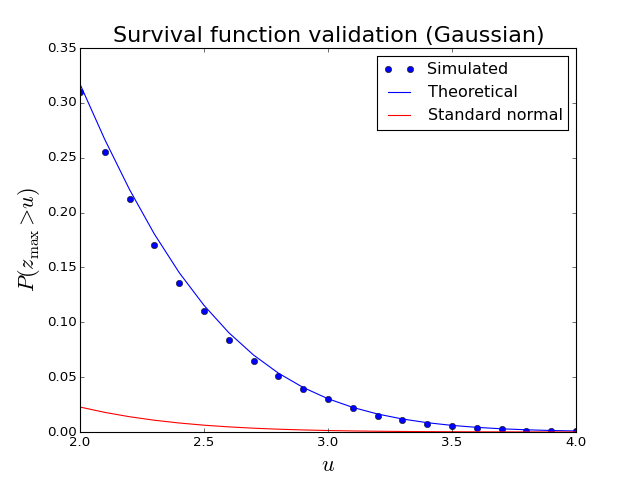 Survival function validation (Gaussian)
0.35
0.30
0.25
0.20
0.15
0.10
0.05
0.00
P(z_max > u)
Simulated
Theoretical
Standard normal
2.0 2.5 3.0 3.5 4.0
u